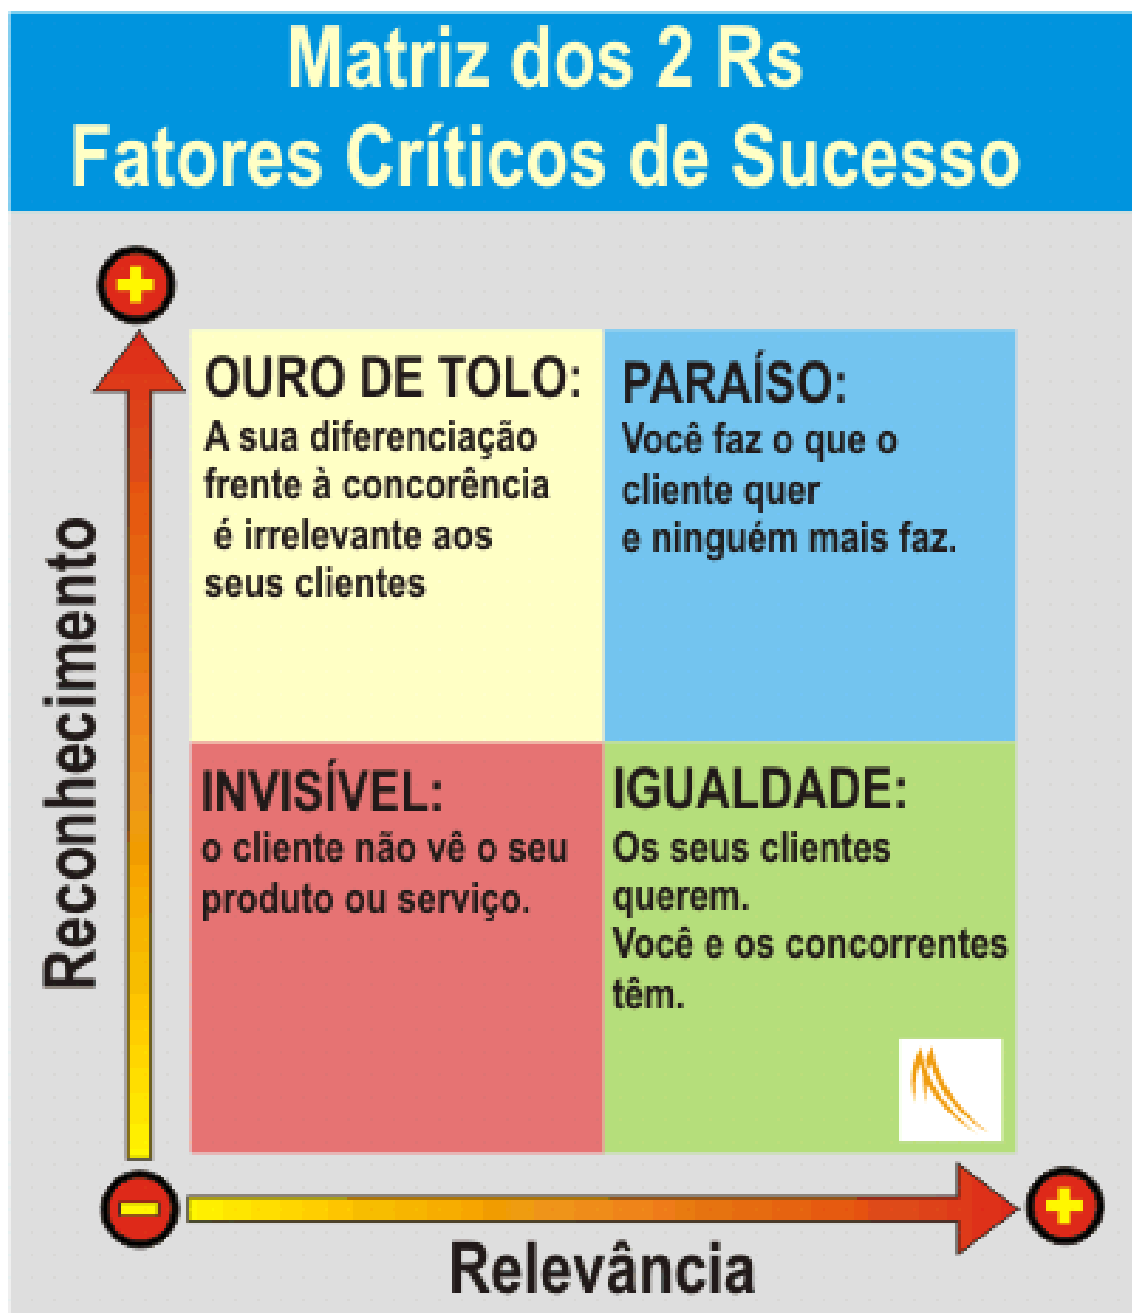 Matriz dos 2 Rs
Fatores Críticos de Sucesso
OURO DE TOLO:
A sua diferenciação
frente à concorência
é irrelevante aos
seus clientes
PARAÍSO:
Você faz o que o
cliente quer
e ninguém mais faz.
Reconhecimento
INVISÍVEL:
o cliente não vê o seu
produto ou serviço.
IGUALDADE:
Os seus clientes
querem.
Você e os concorrentes
têm.
Relevância